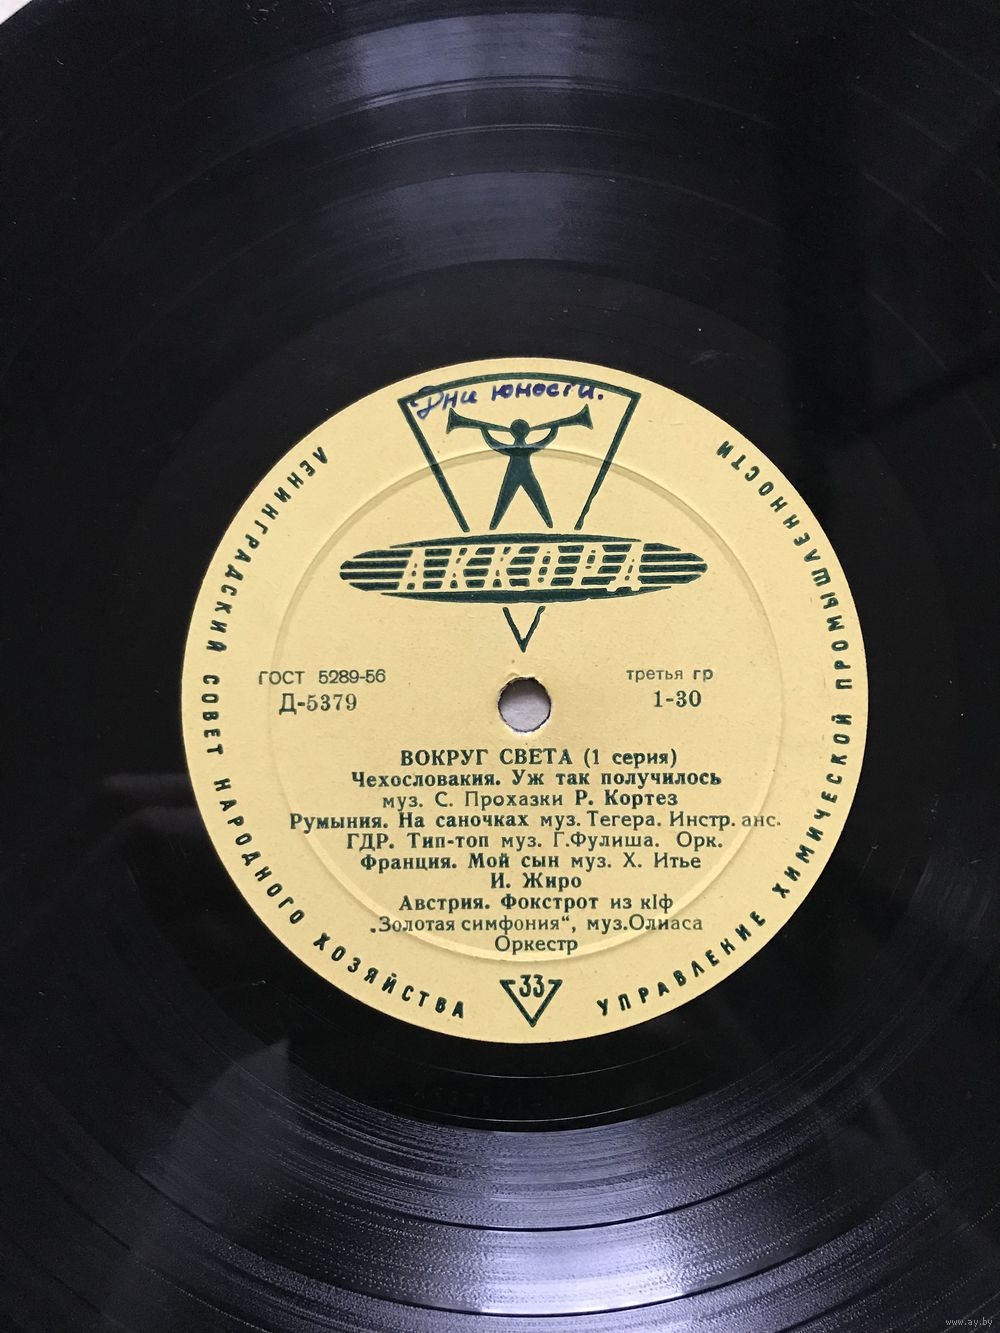 Дни юности.
АККОРД
ЛЕНИНГРАДСКИЙ СОВЕТ НАРОДНОГО ХОЗЯЙСТВА
УПРАВЛЕНИЕ ХИМИЧЕСКОЙ ПРОМЫШЛЕННОСТИ
ГОСТ 5289-56
Д-5379
третья гр
1-30
ВОКРУГ СВЕТА (1 серия)
Чехословакия. Уж так получилось
муз. С. Прохазки Р. Кортез
Румыния. На саночках муз. Тегера. Инстр. анс.
ГДР. Тип-топ муз. Г.Фулиша. Орк.
Франция. Мой сын муз. Х. Итье
И. Жиро
Австрия. Фокстрот из к|ф
„Золотая симфония“, муз.Олиаса
Оркестр
33
www.ay.by